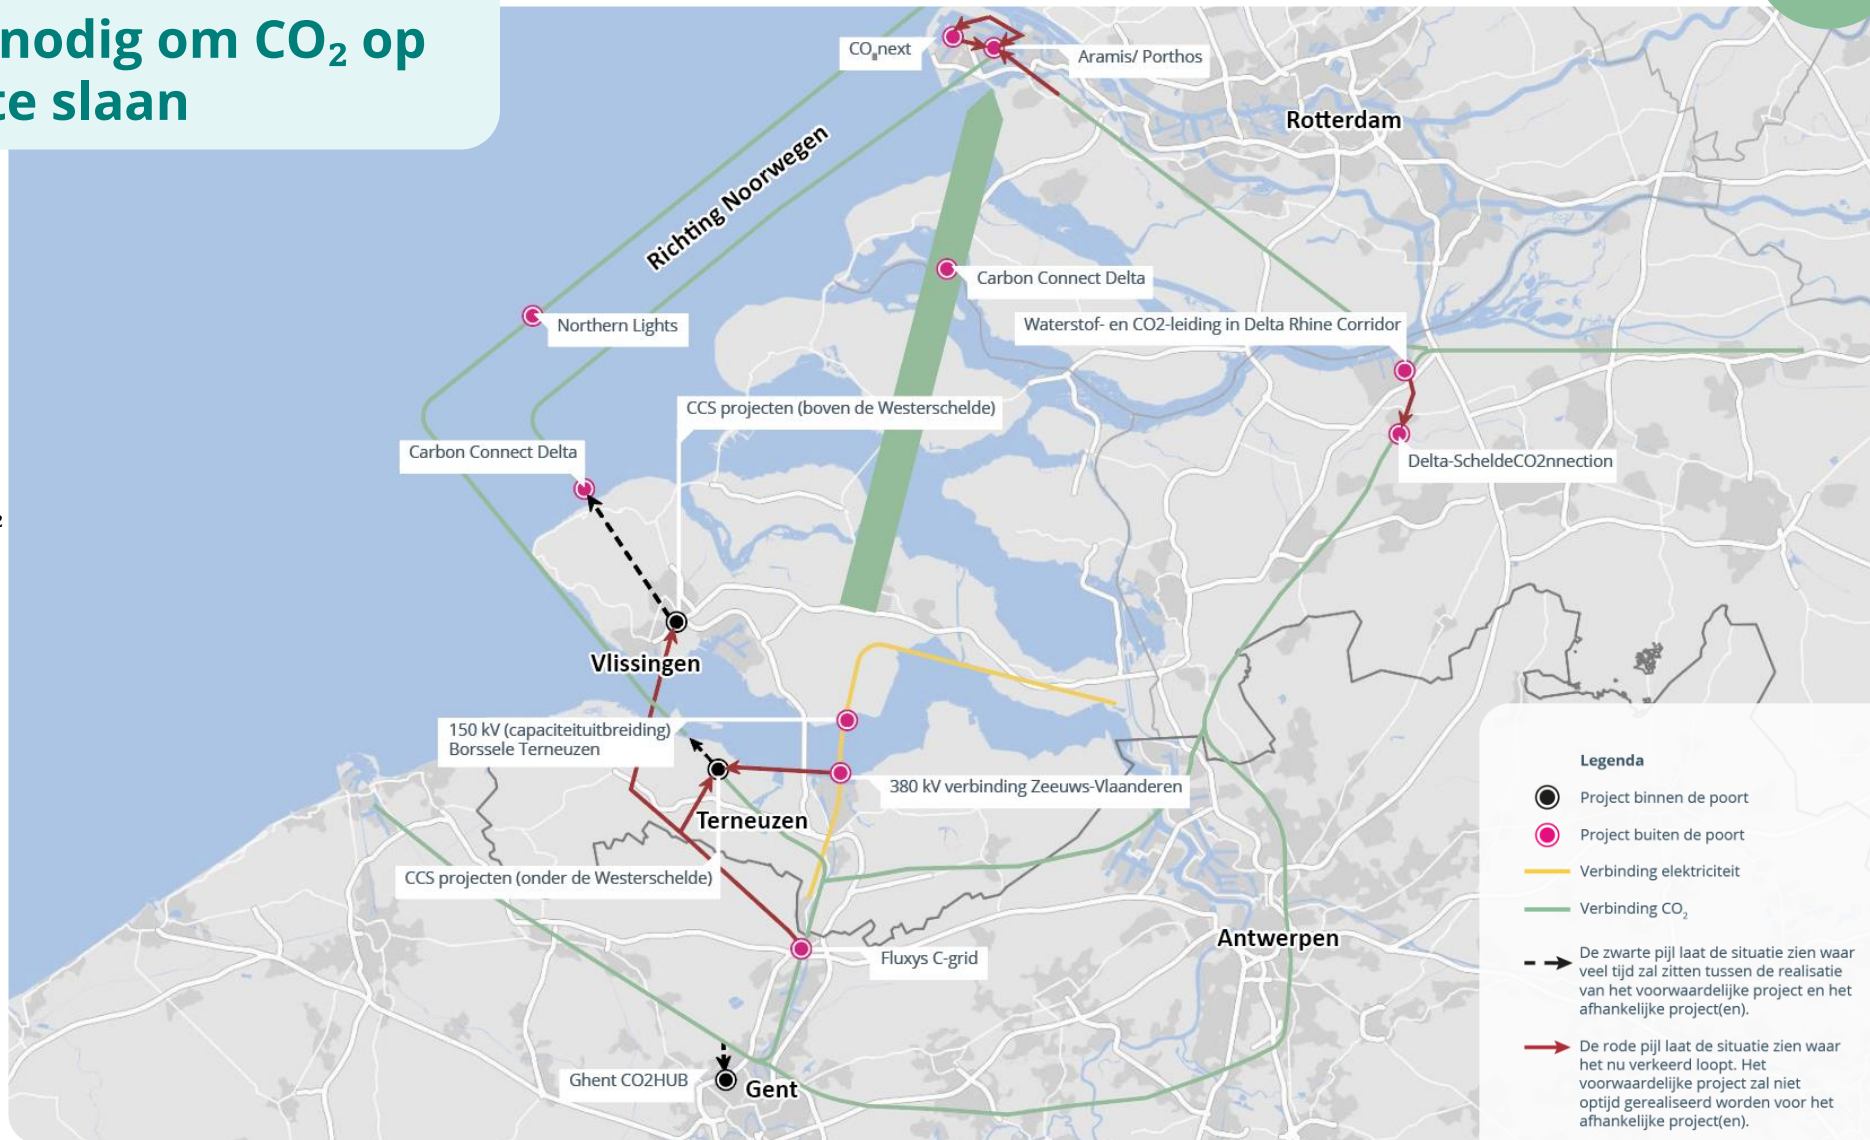 nodig om CO₂ op
te slaan
CO₂next
Aramis/ Porthos
Rotterdam
Richting Noorwegen
Carbon Connect Delta
Northern Lights
Waterstof- en CO2-leiding in Delta Rhine Corridor
CCS projecten (boven de Westerschelde)
Carbon Connect Delta
Delta-ScheldeCO2nnection
₂
Vlissingen
150 kV (capaciteituitbreiding)
Borssele Terneuzen
380 kV verbinding Zeeuws-Vlaanderen
Terneuzen
CCS projecten (onder de Westerschelde)
Antwerpen
Fluxys C-grid
Ghent CO2HUB
Gent
Legenda
Project binnen de poort
Project buiten de poort
Verbinding elektriciteit
Verbinding CO₂
De zwarte pijl laat de situatie zien waar
veel tijd zal zitten tussen de realisatie
van het voorwaardelijke project en het
afhankelijke project(en).
De rode pijl laat de situatie zien waar
het nu verkeerd loopt. Het
voorwaardelijke project zal niet
optijd gerealiseerd worden voor het
afhankelijke project(en).